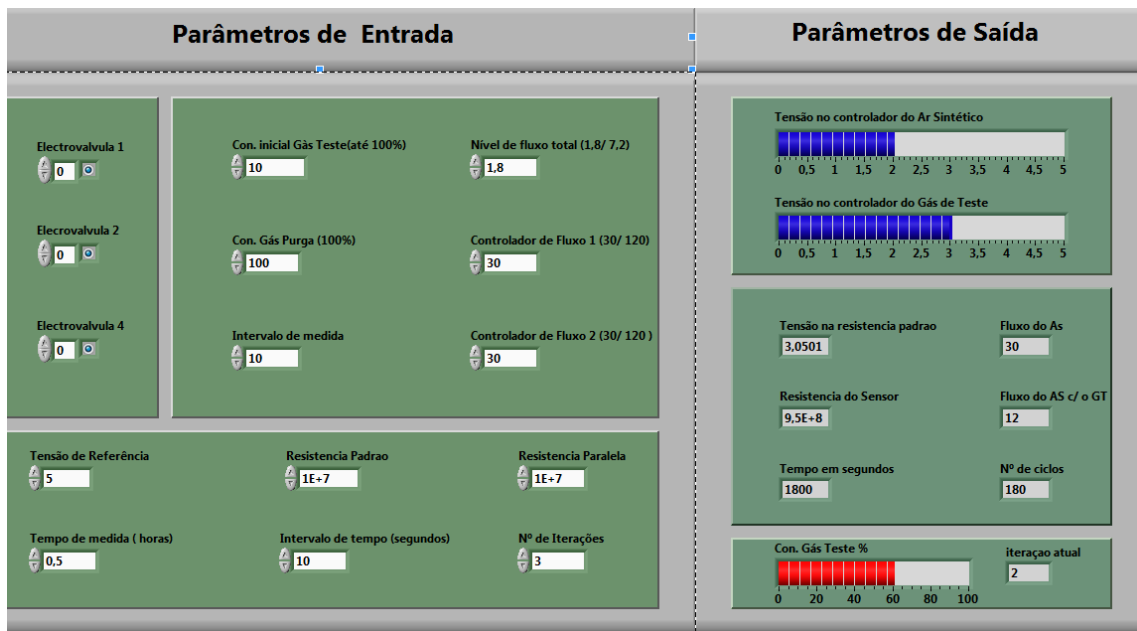 Parâmetros de Entrada
Parâmetros de Saída
Electrovalvula 1
0
Elecrovalvula 2
0
Electrovalvula 4
0
Con. inicial Gàs Teste(até 100%)
10
Nível de fluxo total (1,8/ 7,2)
1,8
Con. Gás Purga (100%)
100
Controlador de Fluxo 1 (30/ 120)
30
Intervalo de medida
10
Controlador de Fluxo 2 (30/ 120 )
30
Tensão de Referência
5
Resistencia Padrao
1E+7
Resistencia Paralela
1E+7
Tempo de medida ( horas)
0,5
Intervalo de tempo (segundos)
10
Nº de Iterações
3
Tensão no controlador do Ar Sintético
0 0,5 1 1,5 2 2,5 3 3,5 4 4,5 5
Tensão no controlador do Gás de Teste
0 0,5 1 1,5 2 2,5 3 3,5 4 4,5 5
Tensão na resistencia padrao
3,0501
Fluxo do As
30
Resistencia do Sensor
9,5E+8
Fluxo do AS c/ o GT
12
Tempo em segundos
1800
Nº de ciclos
180
Con. Gás Teste %
0 20 40 60 80 100
iteraçao atual
2